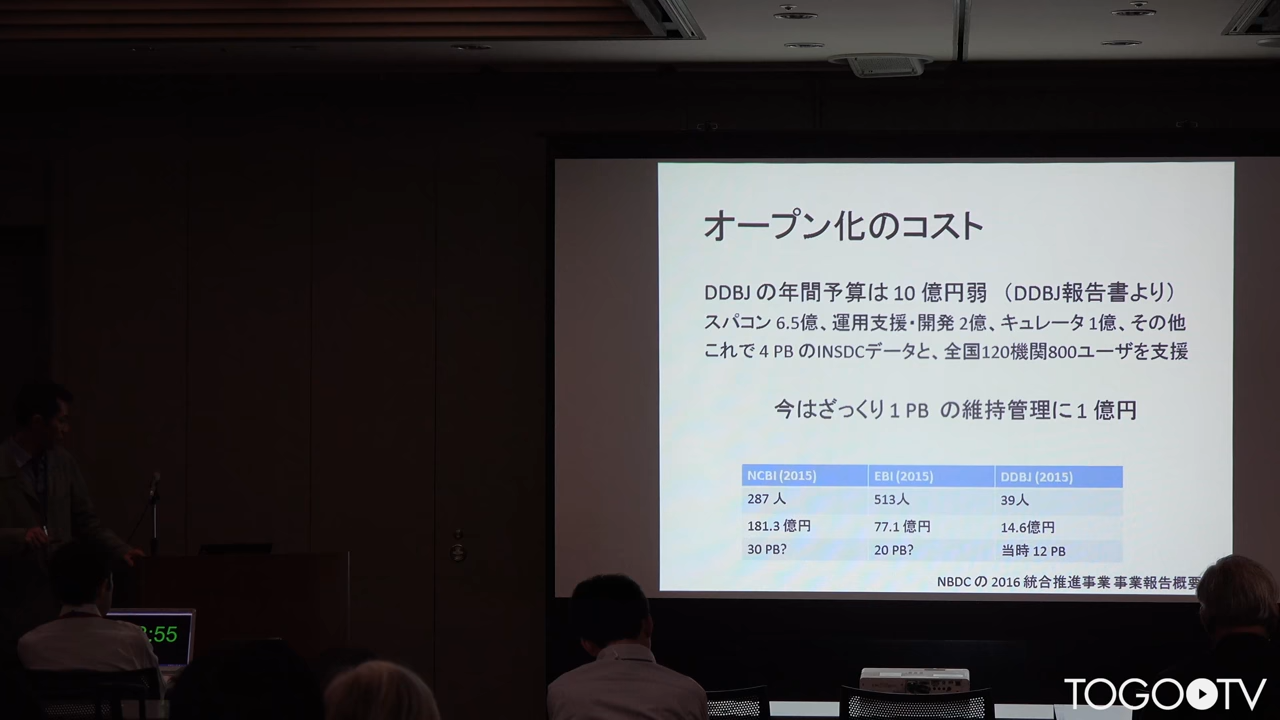 オープン化のコスト
DDBJ の年間予算は 10 億円弱 （DDBJ報告書より）
スパコン 6.5億、運用支援・開発 2億、キュレータ 1億、その他
これで 4 PB のINSDCデータと、全国120機関800ユーザを支援
今はざっくり 1 PB の維持管理に 1 億円
NCBI (2015) EBI (2015) DDBJ (2015)
287 人 513人 39人
181.3 億円 77.1 億円 14.6億円
30 PB? 20 PB? 当時 12 PB
NBDC の 2016 統合推進事業 事業報告概要
:55
TOGOTV